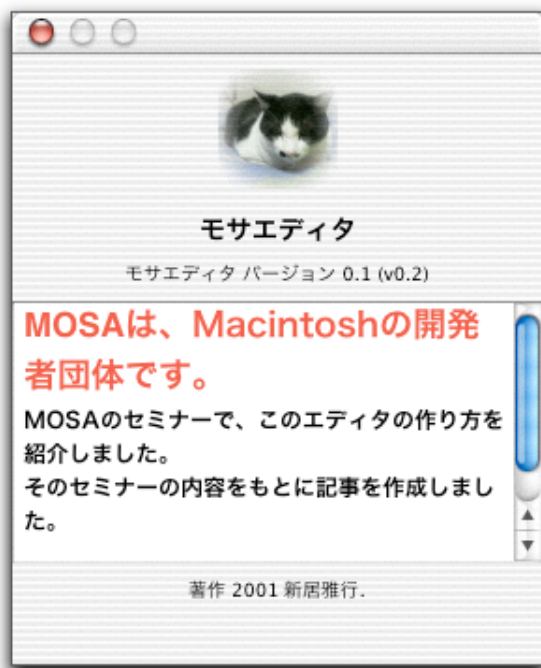 モサエディタ
モサエディタ バージョン 0.1 (v0.2)
MOSAは、Macintoshの開発
者団体です。
MOSAのセミナーで、このエディタの作り方を
紹介しました。
そのセミナーの内容をもとに記事を作成しまし
た。
著作 2001 新居雅行.